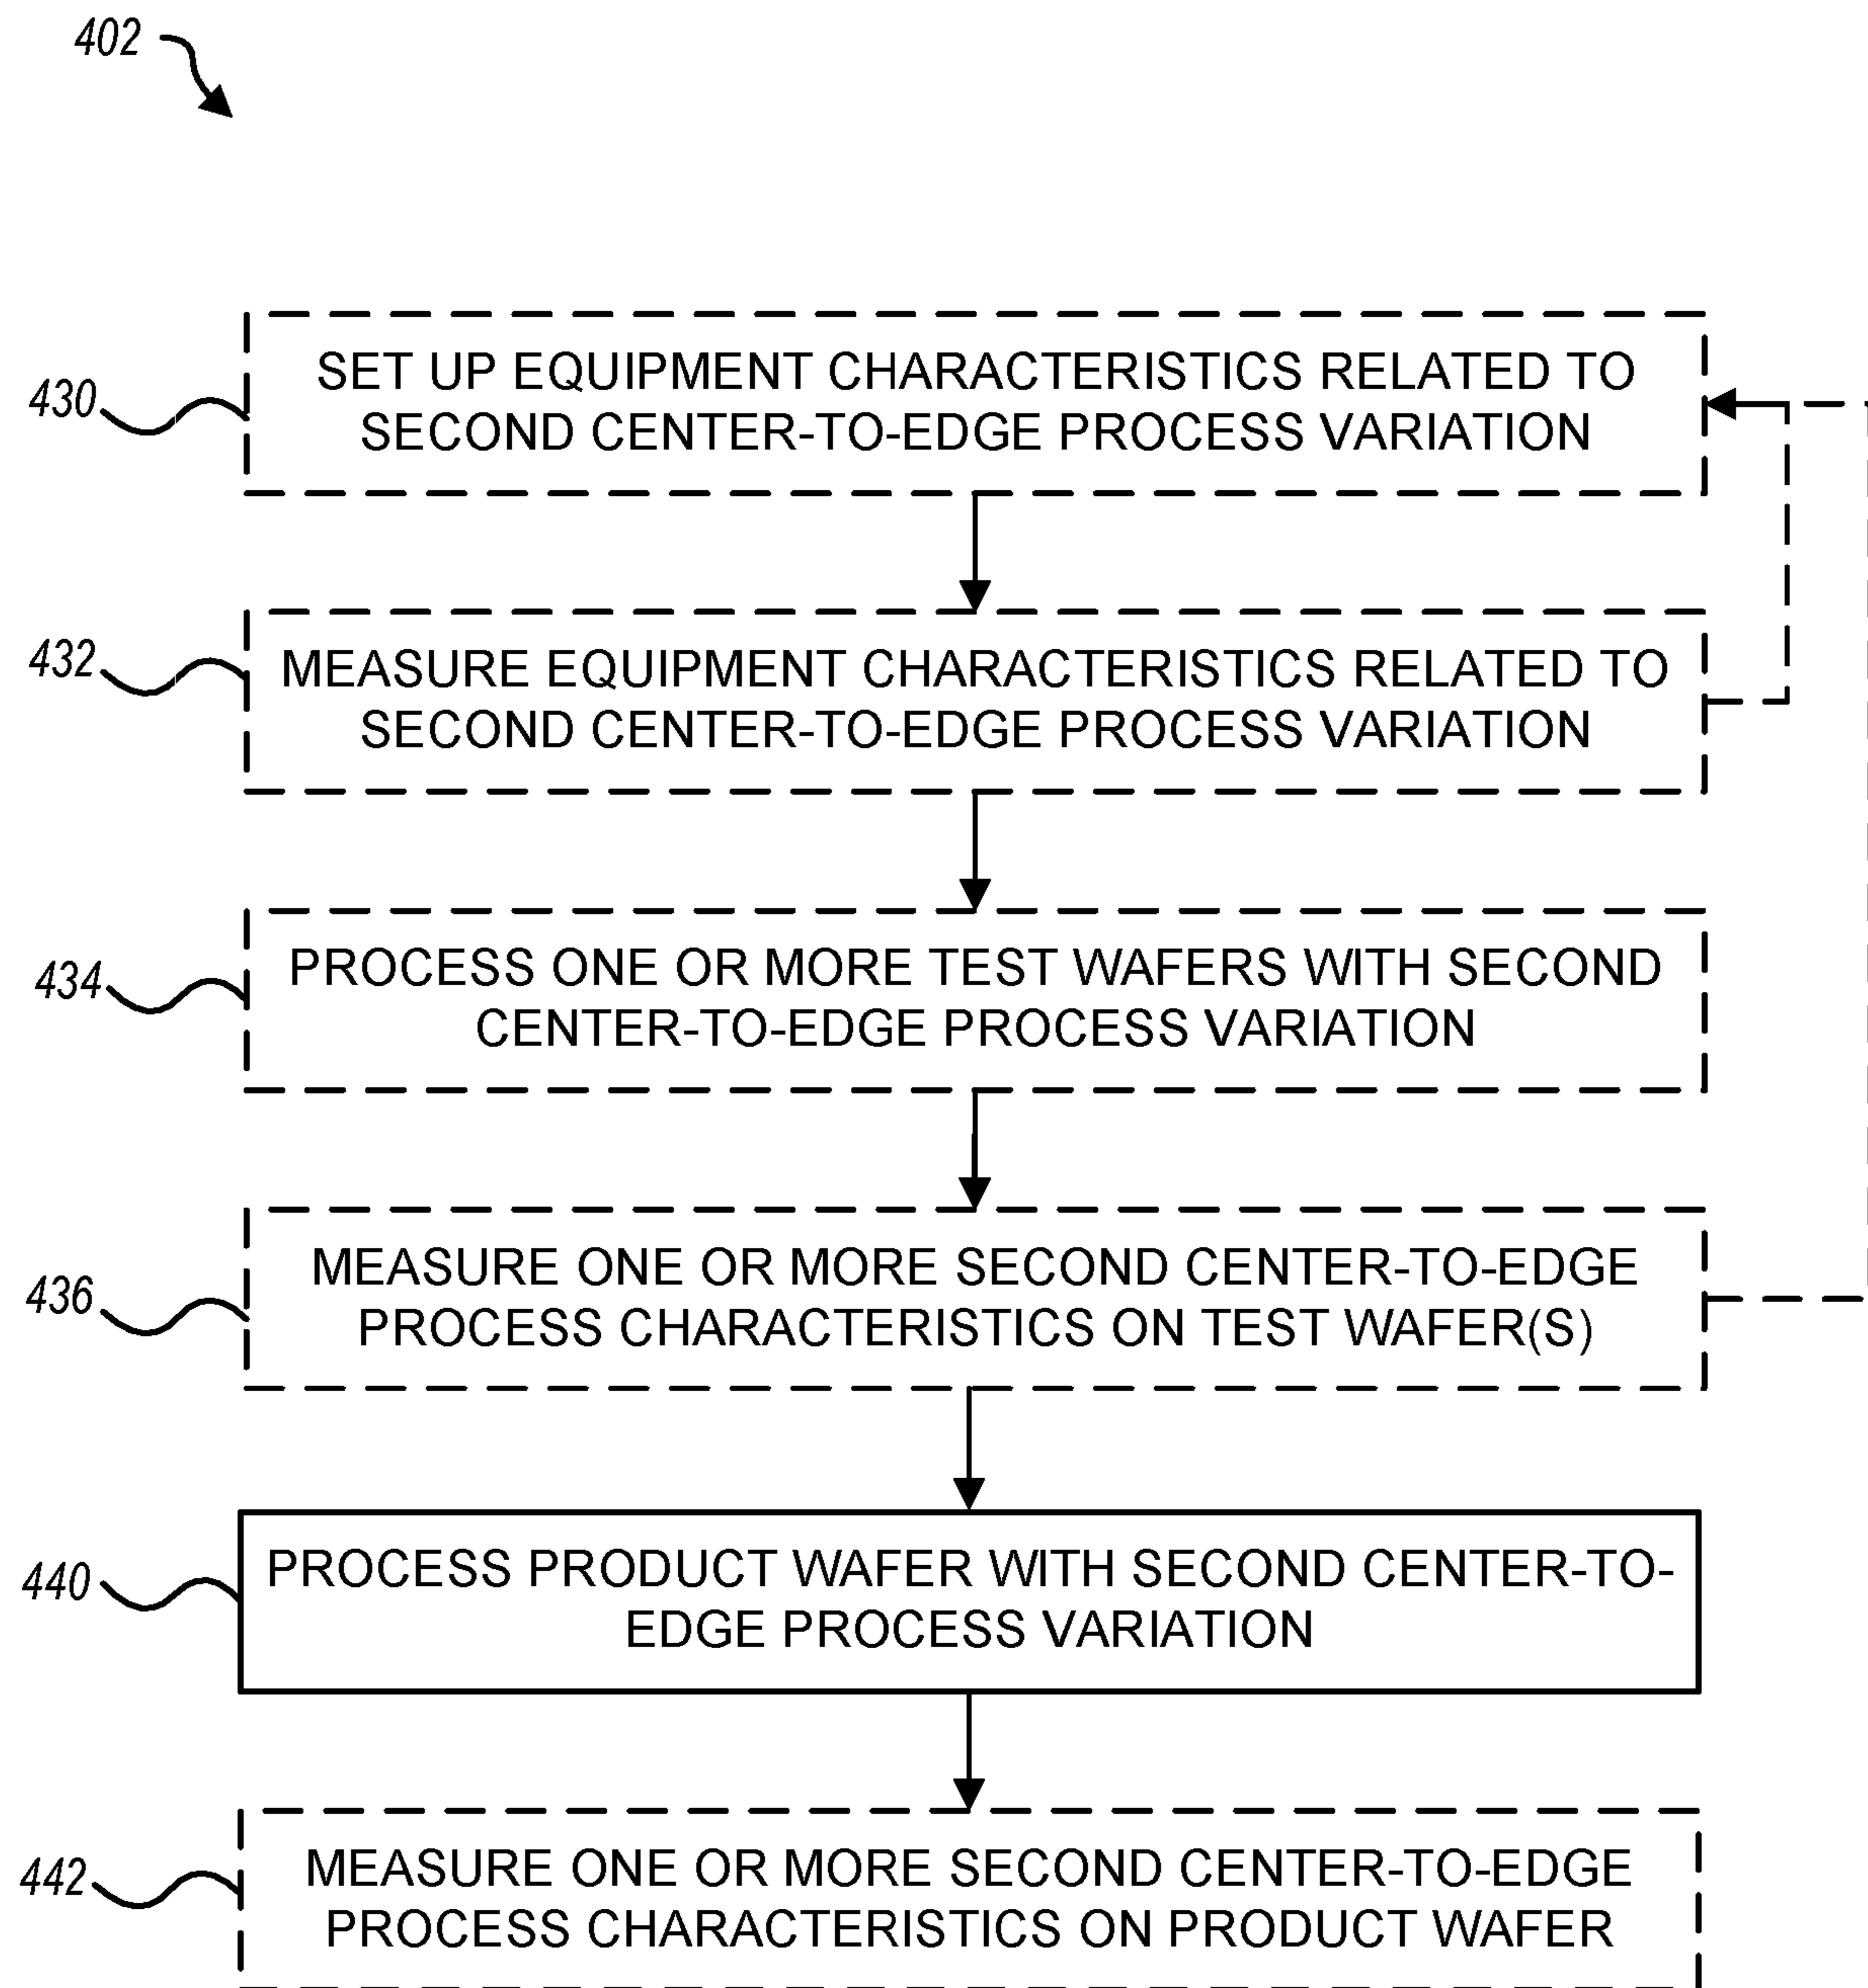 402
430
SET UP EQUIPMENT CHARACTERISTICS RELATED TO
SECOND CENTER-TO-EDGE PROCESS VARIATION
432
MEASURE EQUIPMENT CHARACTERISTICS RELATED TO
SECOND CENTER-TO-EDGE PROCESS VARIATION
434
PROCESS ONE OR MORE TEST WAFERS WITH SECOND
CENTER-TO-EDGE PROCESS VARIATION
436
MEASURE ONE OR MORE SECOND CENTER-TO-EDGE
PROCESS CHARACTERISTICS ON TEST WAFER(S)
440
PROCESS PRODUCT WAFER WITH SECOND CENTER-TO-
EDGE PROCESS VARIATION
442
MEASURE ONE OR MORE SECOND CENTER-TO-EDGE
PROCESS CHARACTERISTICS ON PRODUCT WAFER